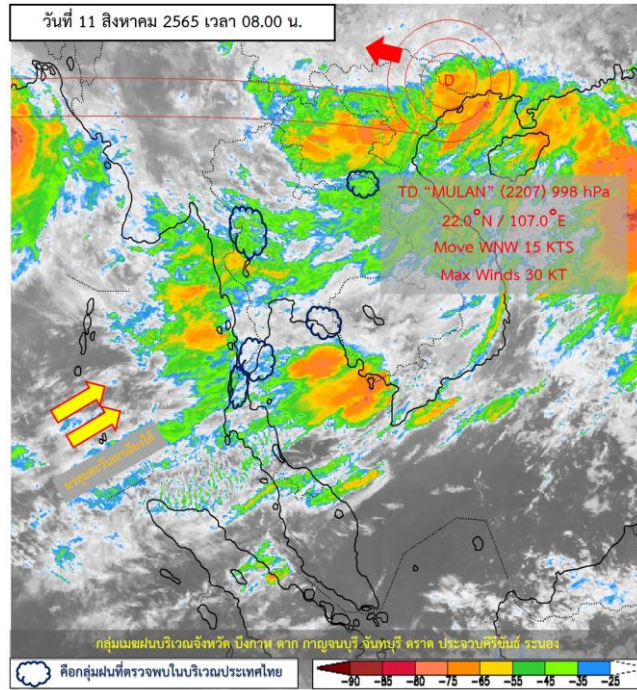 วันที่ 11 สิงหาคม 2565 เวลา 08.00 น.
D
TD “MULAN” (2207) 998 hPa
22.0°N / 107.0°E
Move WNW 15 KTS
Max Winds 30 KT
มรสุมตะวันตกเฉียงใต้
กลุ่มเมฆฝนบริเวณจังหวัด บึงกาฬ ตาก กาญจนบุรี จันทบุรี ตราด ประจวบคีรีขันธ์ ระนอง
คือกลุ่มฝนที่ตรวจพบในบริเวณประเทศไทย
-90 -85 -80 -75 -70 -65 -55 -45 -35 -25